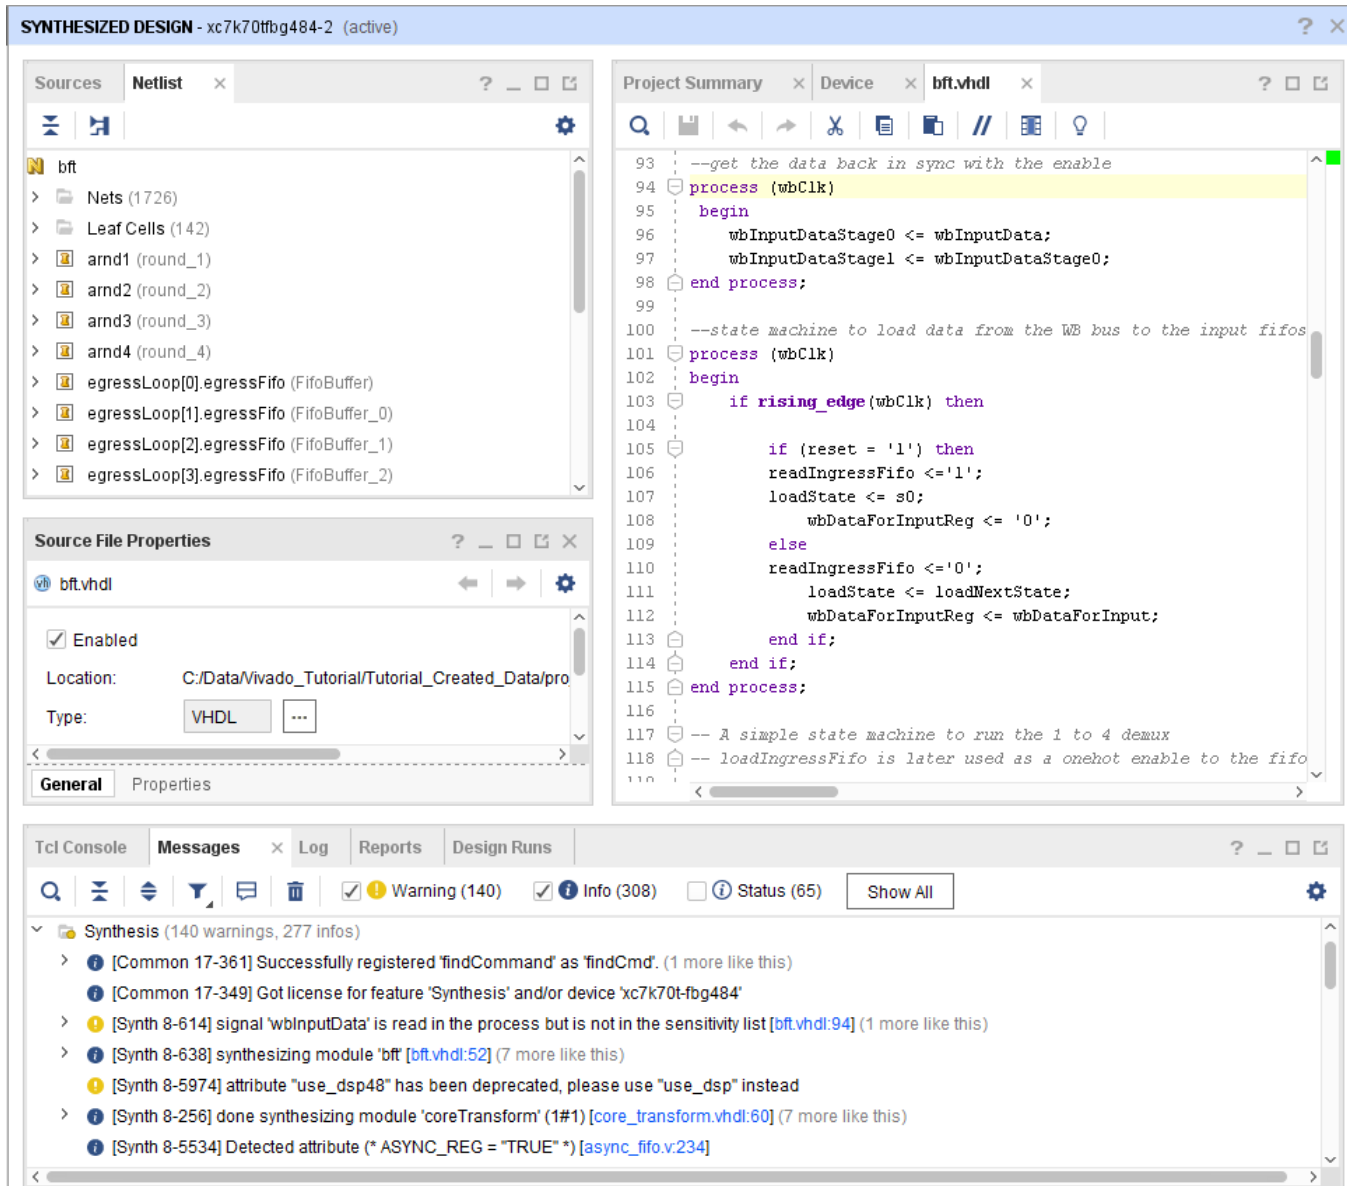 SYNTHESIZED DESIGN - xc7k70tfbg484-2 (active)
Sources Netlist
bft
Nets (1726)
Leaf Cells (142)
arnd1 (round_1)
arnd2 (round_2)
arnd3 (round_3)
arnd4 (round_4)
egressLoop[0].egressFifo (FifoBuffer)
egressLoop[1].egressFifo (FifoBuffer_0)
egressLoop[2].egressFifo (FifoBuffer_1)
egressLoop[3].egressFifo (FifoBuffer_2)
Source File Properties
bft.vhdl
Enabled
Location: C:/Data/Vivado_Tutorial/Tutorial_Created_Data/pro
Type: VHDL ...
General Properties
Project Summary Device bft.vhdl
93 --get the data back in sync with the enable
94 process (wbClk)
95 begin
96 wbInputDataStage0 <= wbInputData;
97 wbInputDataStage1 <= wbInputDataStage0;
98 end process;
99
100 --state machine to load data from the WB bus to the input fifos
101 process (wbClk)
102 begin
103 if rising_edge(wbClk) then
104
105 if (reset = '1') then
106 readIngressFifo <='1';
107 loadState <= s0;
108 wbDataForInputReg <= '0';
109 else
110 readIngressFifo <='0';
111 loadState <= loadNextState;
112 wbDataForInputReg <= wbDataForInput;
113 end if;
114 end if;
115 end process;
116
117 -- A simple state machine to run the 1 to 4 demux
118 -- loadIngressFifo is later used as a onehot enable to the fifo
Tcl Console Messages Log Reports Design Runs
Warning (140) Info (308) Status (65) Show All
Synthesis (140 warnings, 277 infos)
[Common 17-361] Successfully registered 'findCommand' as 'findCmd'. (1 more like this)
[Common 17-349] Got license for feature 'Synthesis' and/or device 'xc7k70t-fbg484'
[Synth 8-614] signal 'wbInputData' is read in the process but is not in the sensitivity list [bft.vhdl:94] (1 more like this)
[Synth 8-638] synthesizing module 'bft' [bft.vhdl:52] (7 more like this)
[Synth 8-5974] attribute "use_dsp48" has been deprecated, please use "use_dsp" instead
[Synth 8-256] done synthesizing module 'coreTransform' (1#1) [core_transform.vhdl:60] (7 more like this)
[Synth 8-5534] Detected attribute (* ASYNC_REG = "TRUE" *) [async_fifo.v:234]